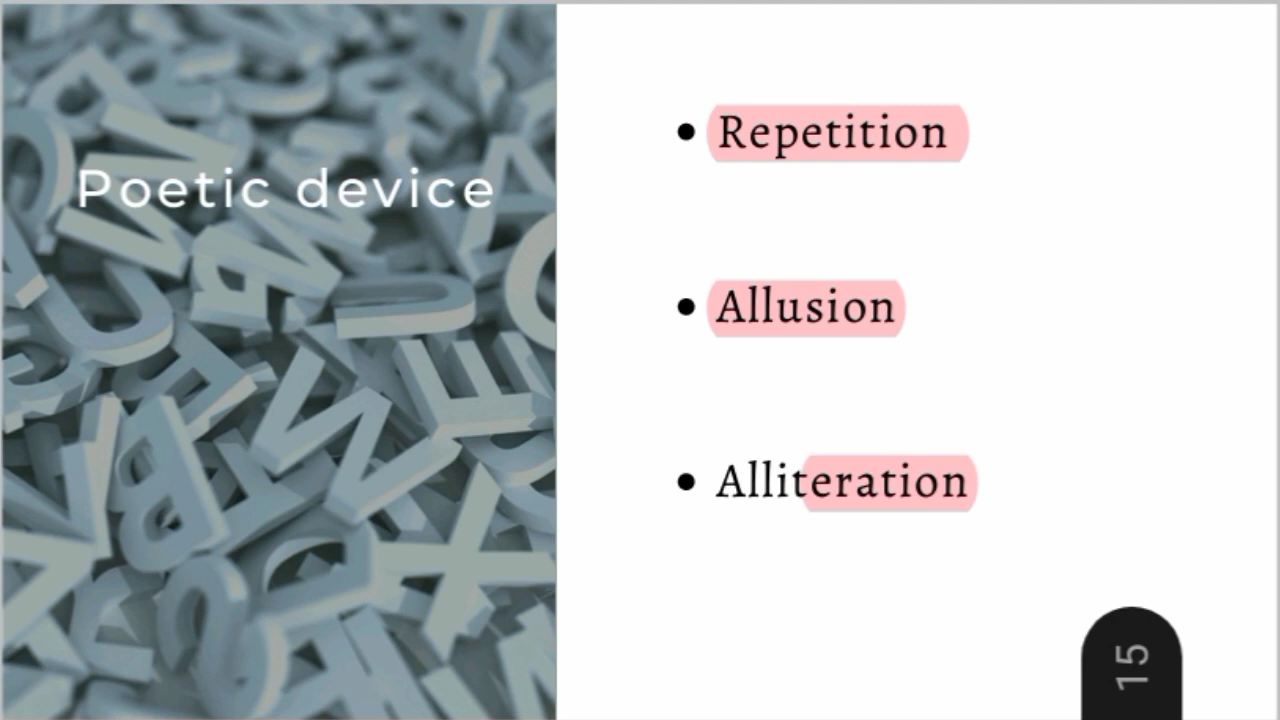 Poetic device
• Repetition
• Allusion
• Alliteration
15